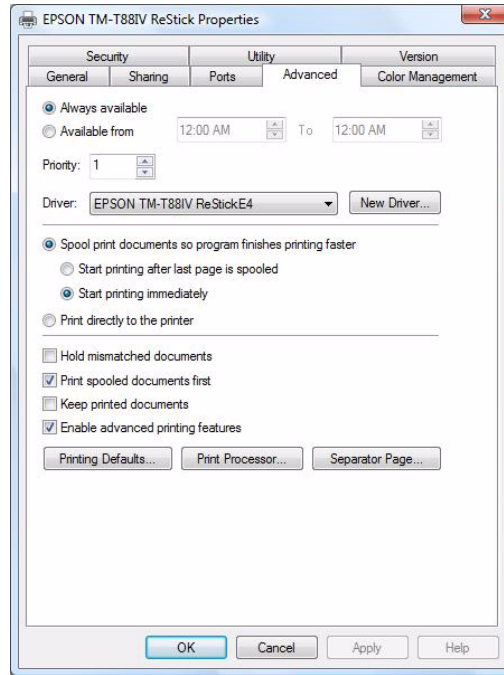 EPSON TM-T88IV ReStick Properties
Security Utility Version
General Sharing Ports Advanced Color Management
Always available
Available from 12:00 AM To 12:00 AM
Priority: 1
Driver: EPSON TM-T88IV ReStickE4 New Driver...
Spool print documents so program finishes printing faster
Start printing after last page is spooled
Start printing immediately
Print directly to the printer
Hold mismatched documents
Print spooled documents first
Keep printed documents
Enable advanced printing features
Printing Defaults... Print Processor... Separator Page...
OK Cancel Apply Help